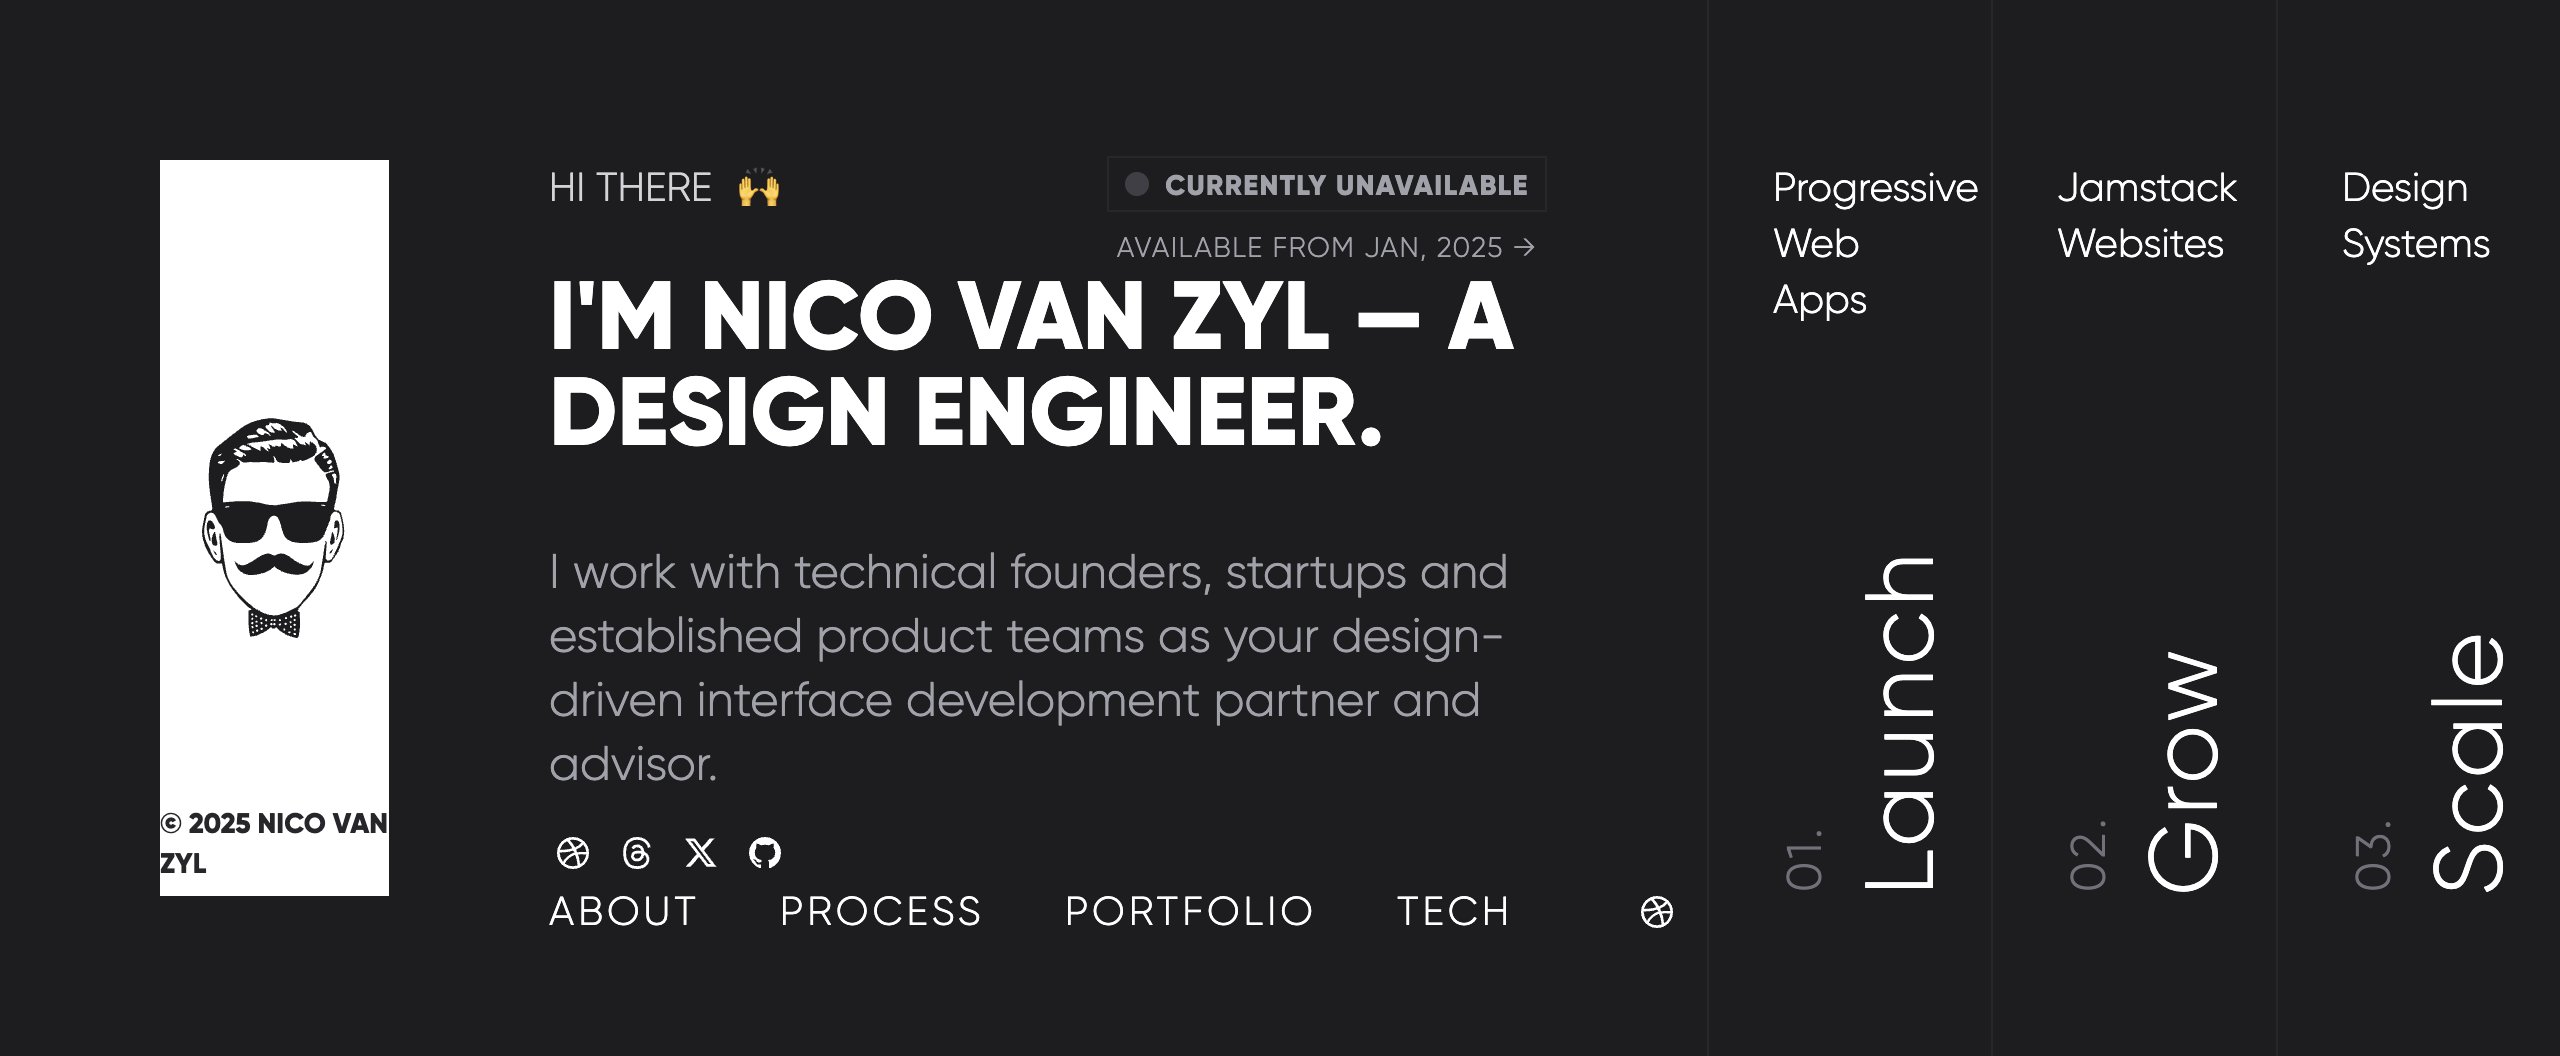 © 2025 NICO VAN
ZYL
HI THERE 🙌
CURRENTLY UNAVAILABLE
AVAILABLE FROM JAN, 2025 →
I'M NICO VAN ZYL — A
DESIGN ENGINEER.
I work with technical founders, startups and
established product teams as your design-
driven interface development partner and
advisor.
ABOUT PROCESS PORTFOLIO TECH
Progressive
Web
Apps
01.
Launch
Jamstack
Websites
02.
Grow
Design
Systems
03.
Scale